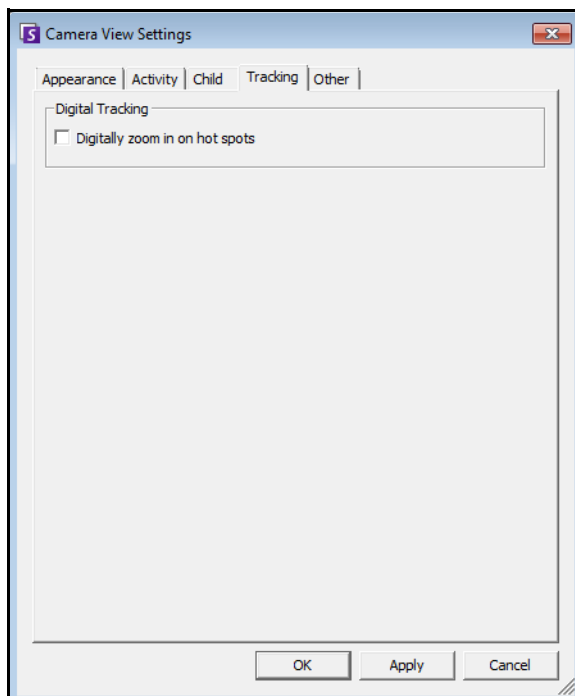 S Camera View Settings
Appearance Activity Child Tracking Other
Digital Tracking
Digitally zoom in on hot spots
OK Apply Cancel